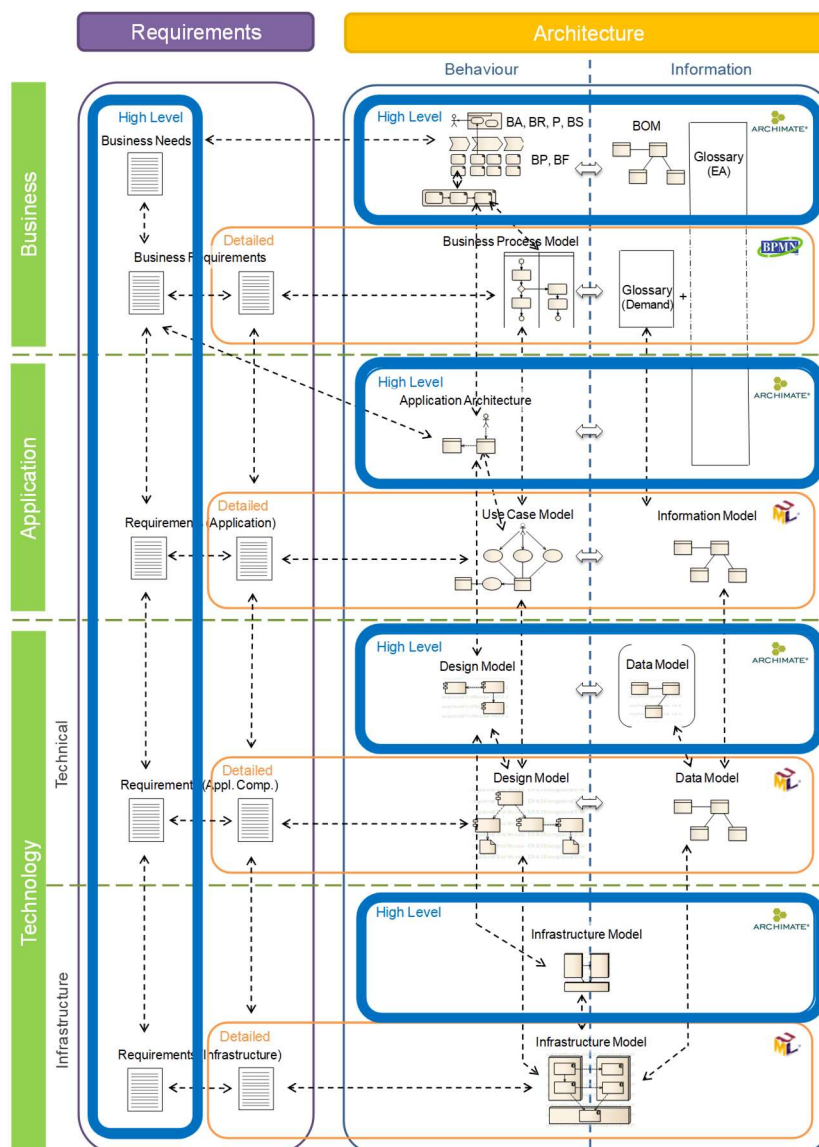 Requirements
Architecture
Behaviour
Information
Business
High Level
Business Needs
High Level
BA, BR, P, BS
BP, BF
BOM
Glossary
(EA)
ARCHIMATE®
Detailed
Business Requirements
Business Process Model
Glossary
(Demand)
+
BPMN
Application
High Level
Application Architecture
ARCHIMATE®
Detailed
Requirements (Application)
Use Case Model
Information Model
UML
Technology
Technical
High Level
Design Model
Data Model
ARCHIMATE®
Detailed
Requirements (Appl. Comp.)
Design Model
Data Model
UML
Infrastructure
High Level
Infrastructure Model
ARCHIMATE®
Detailed
Requirements (Infrastructure)
Infrastructure Model
UML